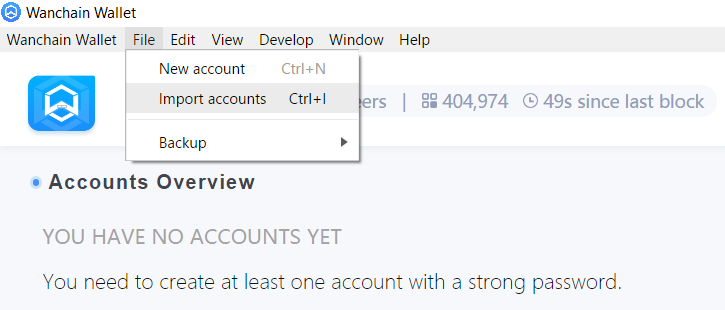 Wanchain Wallet
Wanchain Wallet File Edit View Develop Window Help
New account Ctrl+N
Import accounts Ctrl+I
eers | 404,974 49s since last block
Backup
Accounts Overview
YOU HAVE NO ACCOUNTS YET
You need to create at least one account with a strong password.